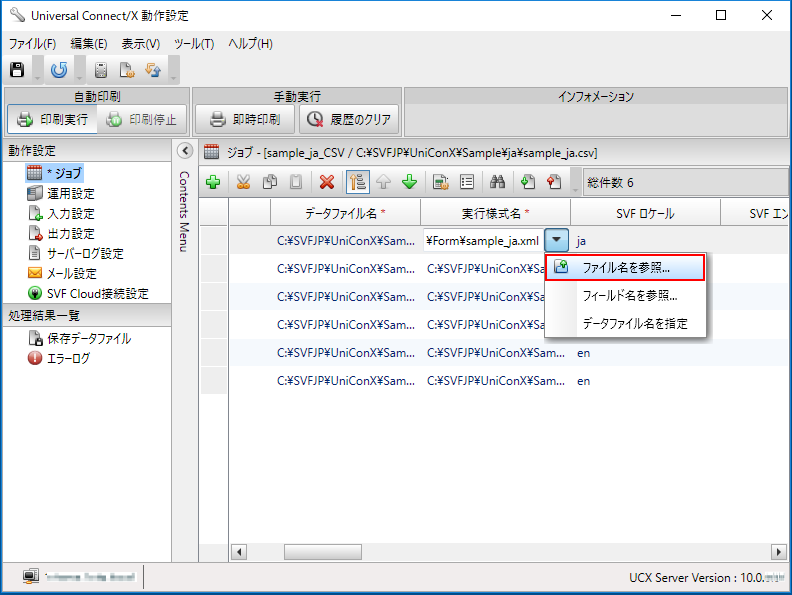 Universal Connect/X 動作設定
ファイル(F) 編集(E) 表示(V) ツール(T) ヘルプ(H)
自動印刷 手動実行 インフォメーション
印刷実行 印刷停止 即時印刷 履歴のクリア
動作設定
* ジョブ
運用設定
入力設定
出力設定
サーバーログ設定
メール設定
SVF Cloud接続設定
処理結果一覧
保存データファイル
エラーログ
Contents Menu
ジョブ - [sample_ja_CSV / C:¥SVFJP¥UniConX¥Sample¥ja¥sample_ja.csv]
総件数 6
データファイル名 * 実行様式名 * SVF ロケール SVF エン
C:¥SVFJP¥UniConX¥Sam... ¥Form¥sample_ja.xml ja
C:¥SVFJP¥UniConX¥Sam... C:¥SVFJP¥UniConX¥Sa
C:¥SVFJP¥UniConX¥Sam... C:¥SVFJP¥UniConX¥Sa
C:¥SVFJP¥UniConX¥Sam... C:¥SVFJP¥UniConX¥Sa
C:¥SVFJP¥UniConX¥Sam... C:¥SVFJP¥UniConX¥Sam... en
C:¥SVFJP¥UniConX¥Sam... C:¥SVFJP¥UniConX¥Sam... en
ファイル名を参照...
フィールド名を参照...
データファイル名を指定
UCX Server Version : 10.0.